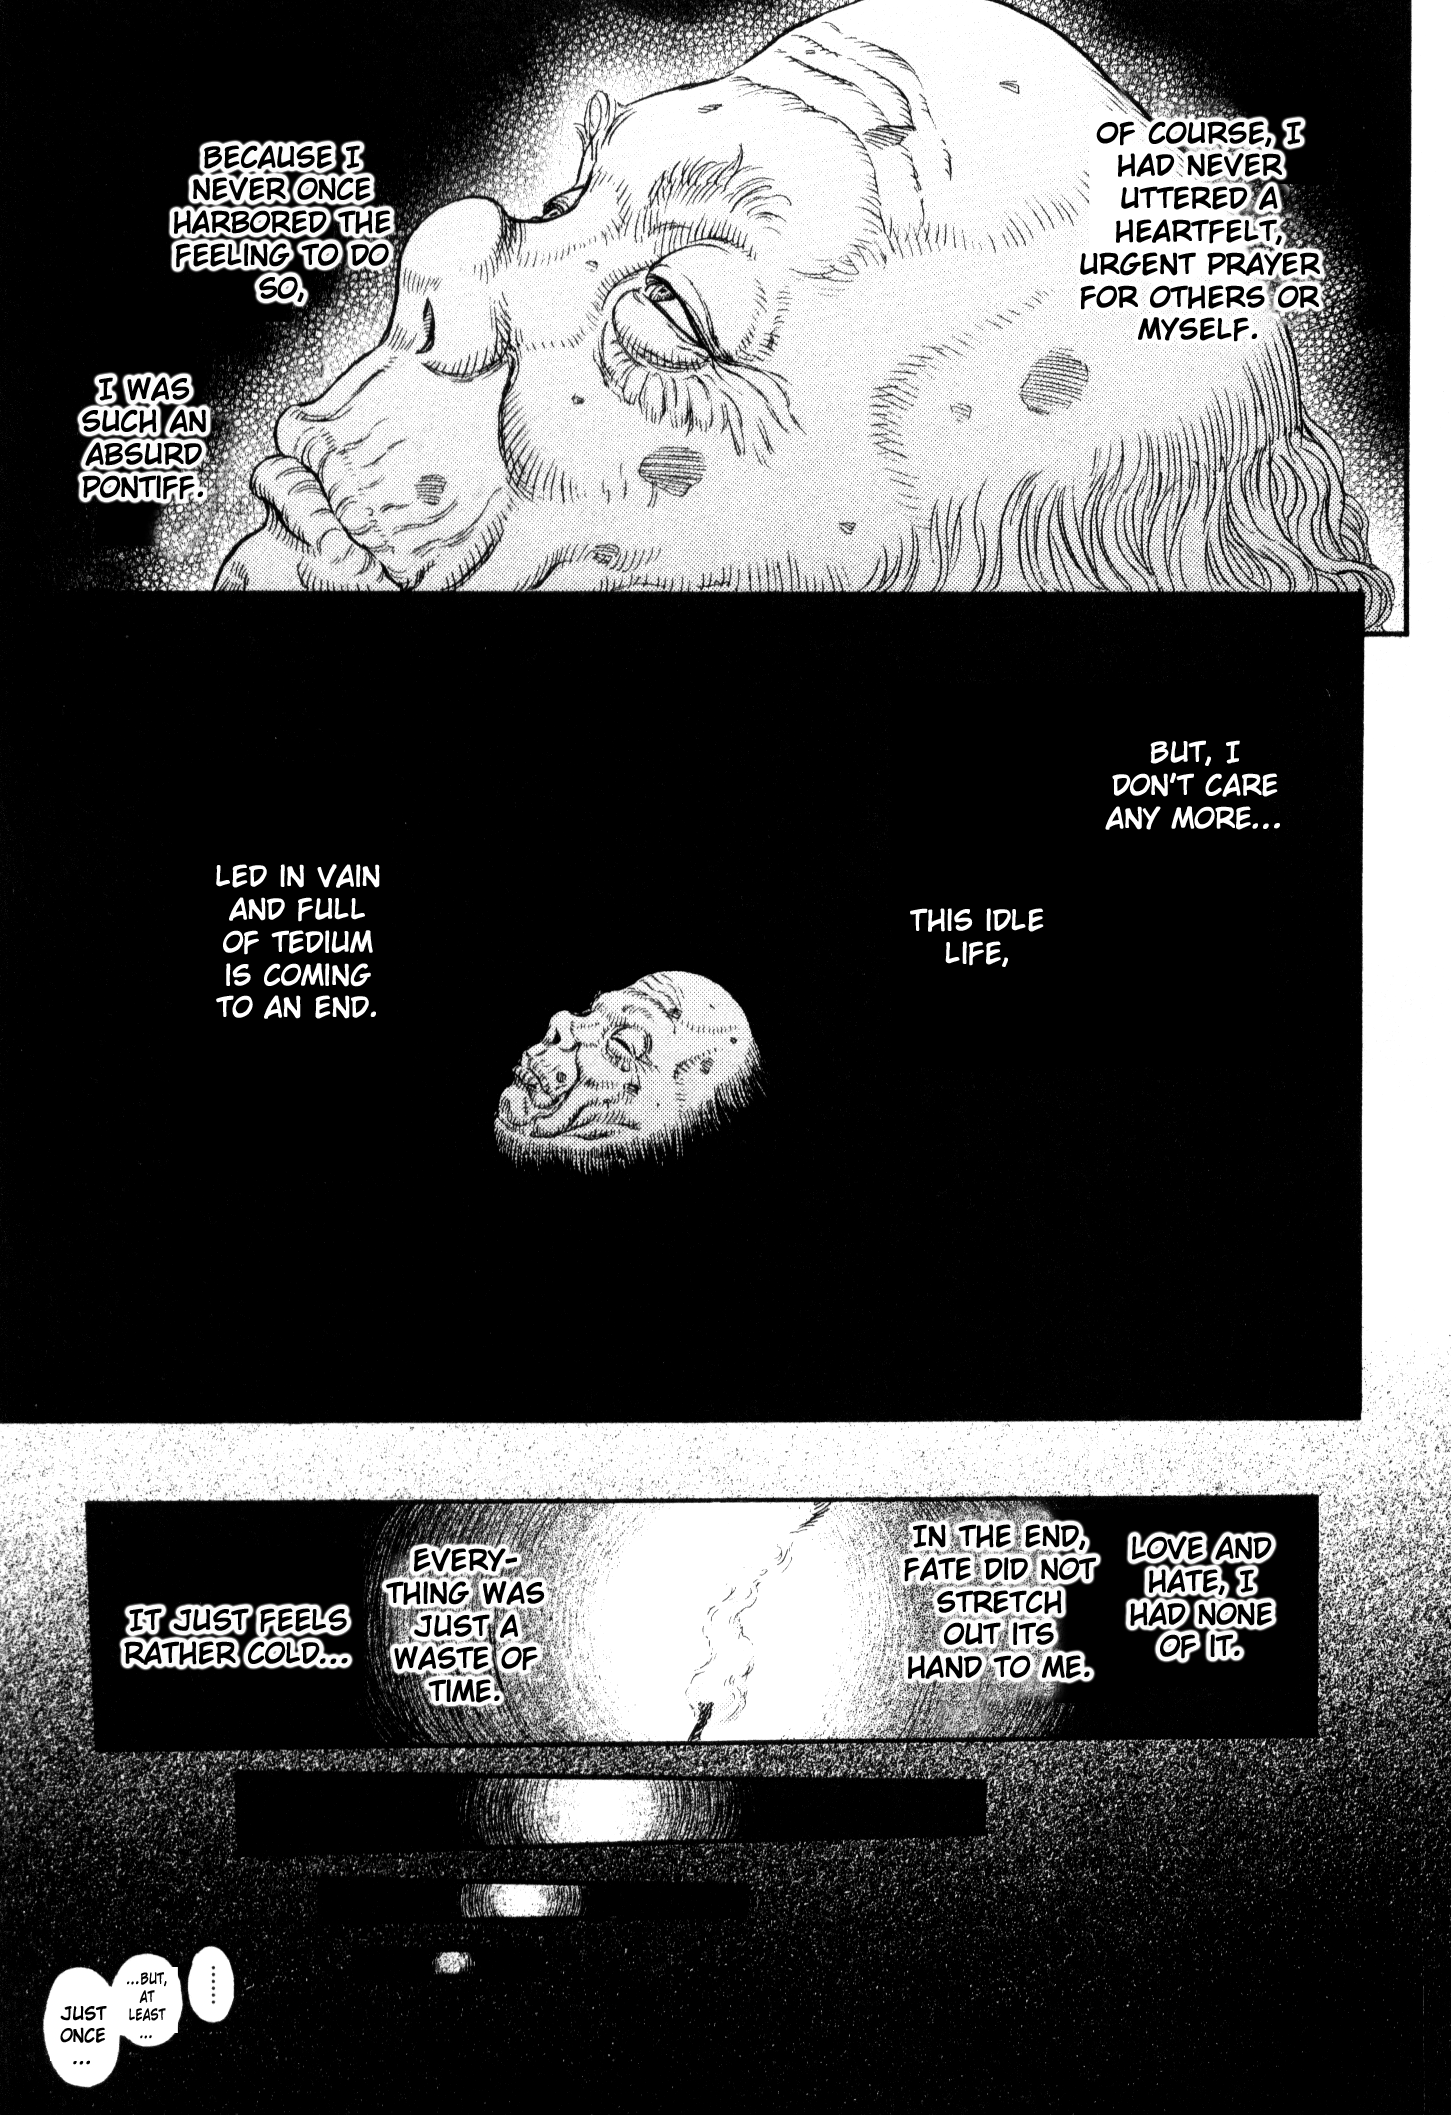 OF COURSE, I
HAD NEVER
UTTERED A
HEARTFELT,
URGENT PRAYER
FOR OTHERS OR
MYSELF.
BECAUSE I
NEVER ONCE
HARBORED THE
FEELING TO DO
SO,
I WAS
SUCH AN
ABSURD
PONTIFF.
BUT, I
DON'T CARE
ANY MORE...
THIS IDLE
LIFE,
LED IN VAIN
AND FULL
OF TEDIUM
IS COMING
TO AN END.
LOVE AND
HATE, I
HAD NONE
OF IT.
IN THE END,
FATE DID NOT
STRETCH
OUT ITS
HAND TO ME.
EVERY-
THING WAS
JUST A
WASTE OF
TIME.
IT JUST FEELS
RATHER COLD...
........
...BUT,
AT
LEAST
...
JUST
ONCE
...